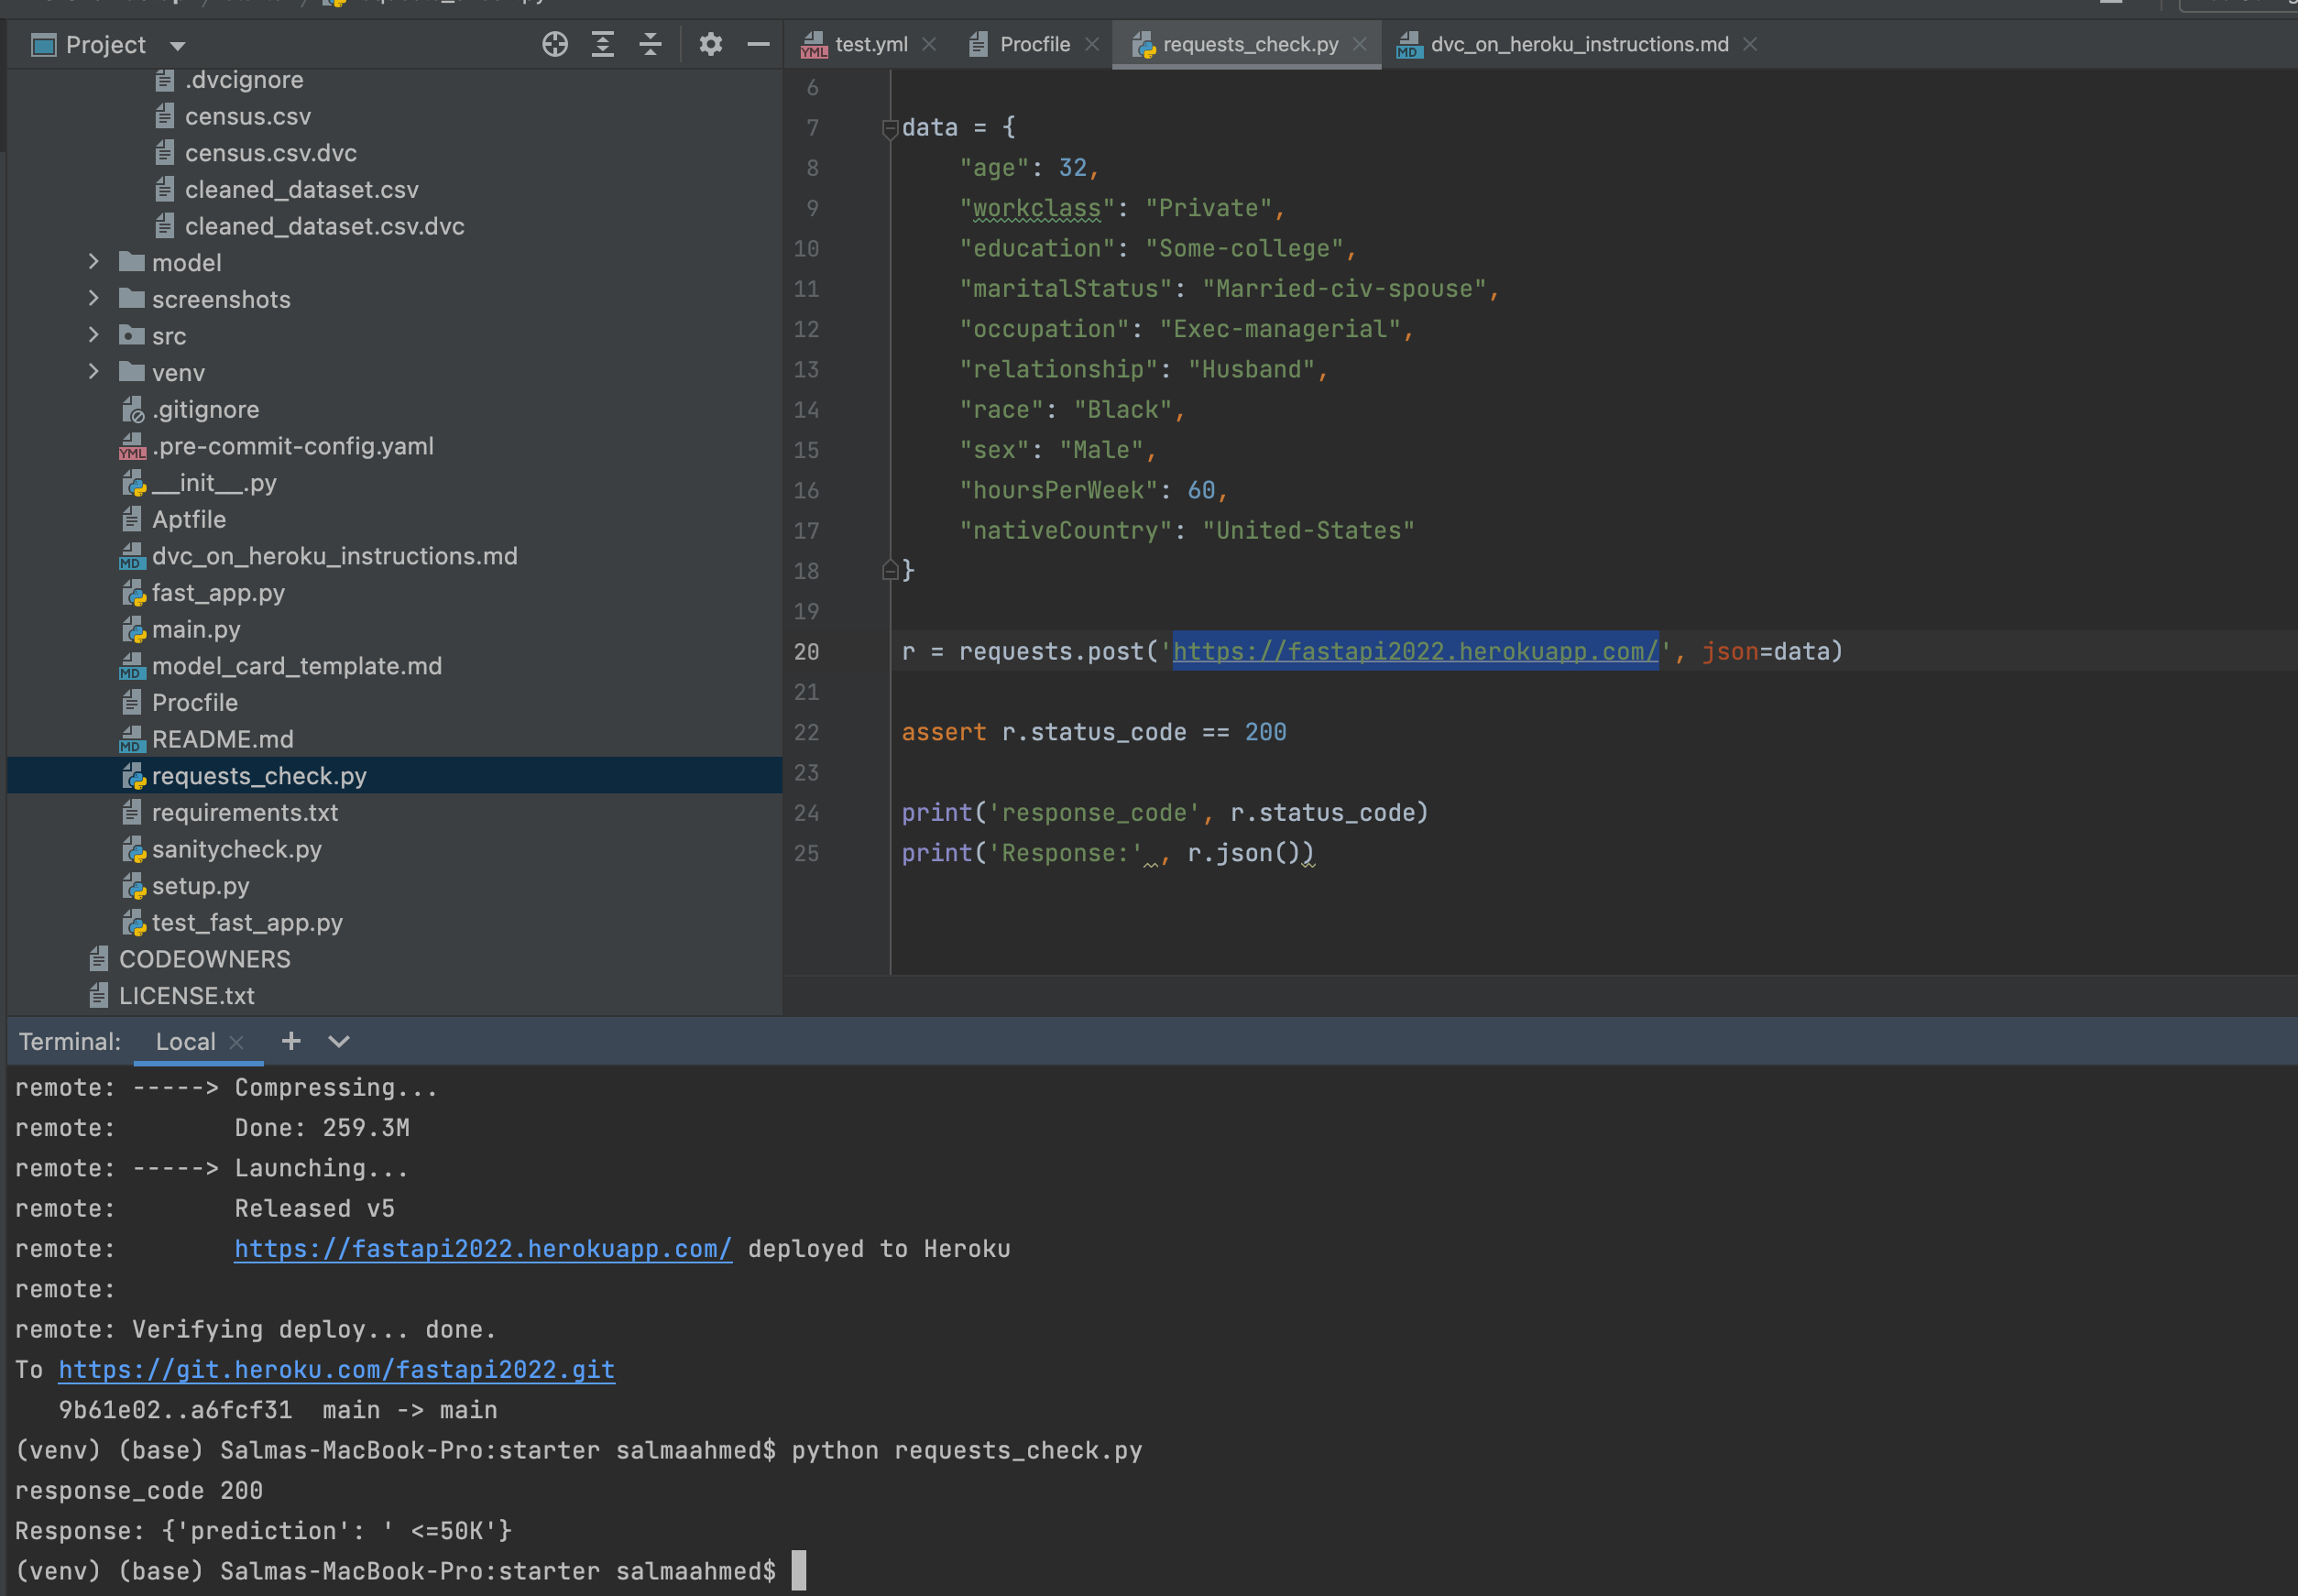 Project
.dvcignore
census.csv
census.csv.dvc
cleaned_dataset.csv
cleaned_dataset.csv.dvc
model
screenshots
src
venv
.gitignore
.pre-commit-config.yaml
__init__.py
Aptfile
dvc_on_heroku_instructions.md
fast_app.py
main.py
model_card_template.md
Procfile
README.md
requests_check.py
requirements.txt
sanitycheck.py
setup.py
test_fast_app.py
CODEOWNERS
LICENSE.txt
test.yml Procfile requests_check.py dvc_on_heroku_instructions.md
6
7 data = {
8 "age": 32,
9 "workclass": "Private",
10 "education": "Some-college",
11 "maritalStatus": "Married-civ-spouse",
12 "occupation": "Exec-managerial",
13 "relationship": "Husband",
14 "race": "Black",
15 "sex": "Male",
16 "hoursPerWeek": 60,
17 "nativeCountry": "United-States"
18 }
19
20 r = requests.post('https://fastapi2022.herokuapp.com/', json=data)
21
22 assert r.status_code == 200
23
24 print('response_code', r.status_code)
25 print('Response:' , r.json())
Terminal: Local
remote: -----> Compressing...
remote:        Done: 259.3M
remote: -----> Launching...
remote:        Released v5
remote:        https://fastapi2022.herokuapp.com/ deployed to Heroku
remote:
remote: Verifying deploy... done.
To https://git.heroku.com/fastapi2022.git
   9b61e02..a6fcf31  main -> main
(venv) (base) Salmas-MacBook-Pro:starter salmaahmed$ python requests_check.py
response_code 200
Response: {'prediction': ' <=50K'}
(venv) (base) Salmas-MacBook-Pro:starter salmaahmed$